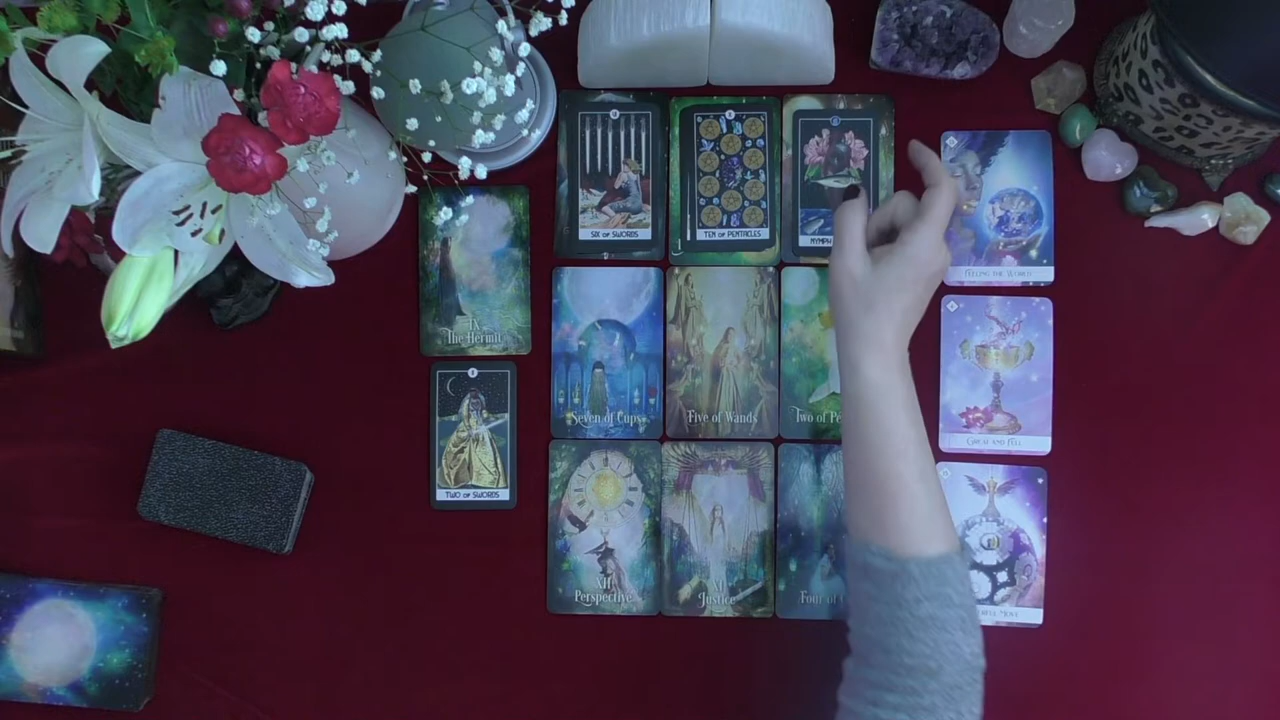 SIX OF SWORDS
TEN OF PENTACLES
NYMPH
FEELING THE WORLD
IX
The Hermit
Seven of Cups
Five of Wands
Two of Pe
GREAT AND FULL
TWO OF SWORDS
XII
Perspective
XI
Justice
Four of
MOVE